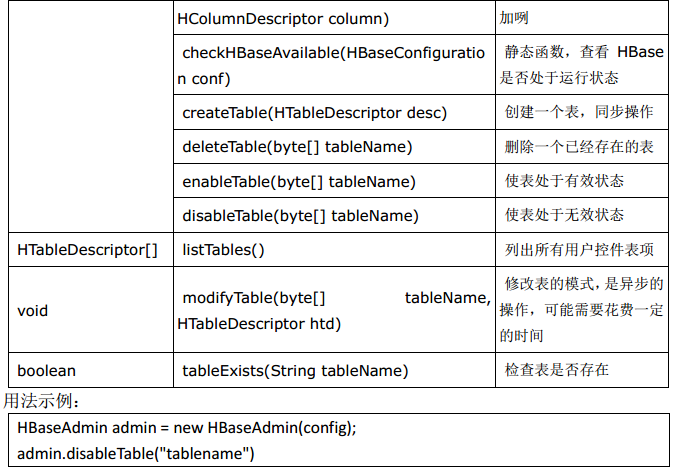 HColumnDescriptor column) 加咧
checkHBaseAvailable(HBaseConfiguratio 静态函数，查看 HBase
n conf) 是否处于运行状态
createTable(HTableDescriptor desc) 创建一个表，同步操作
deleteTable(byte[] tableName) 删除一个已经存在的表
enableTable(byte[] tableName) 使表处于有效状态
disableTable(byte[] tableName) 使表处于无效状态
HTableDescriptor[] listTables() 列出所有用户控件表项
void modifyTable(byte[] tableName, HTableDescriptor htd) 修改表的模式，是异步的
操作，可能需要花费一定
的时间
boolean tableExists(String tableName) 检查表是否存在
用法示例：
HBaseAdmin admin = new HBaseAdmin(config);
admin.disableTable("tablename")